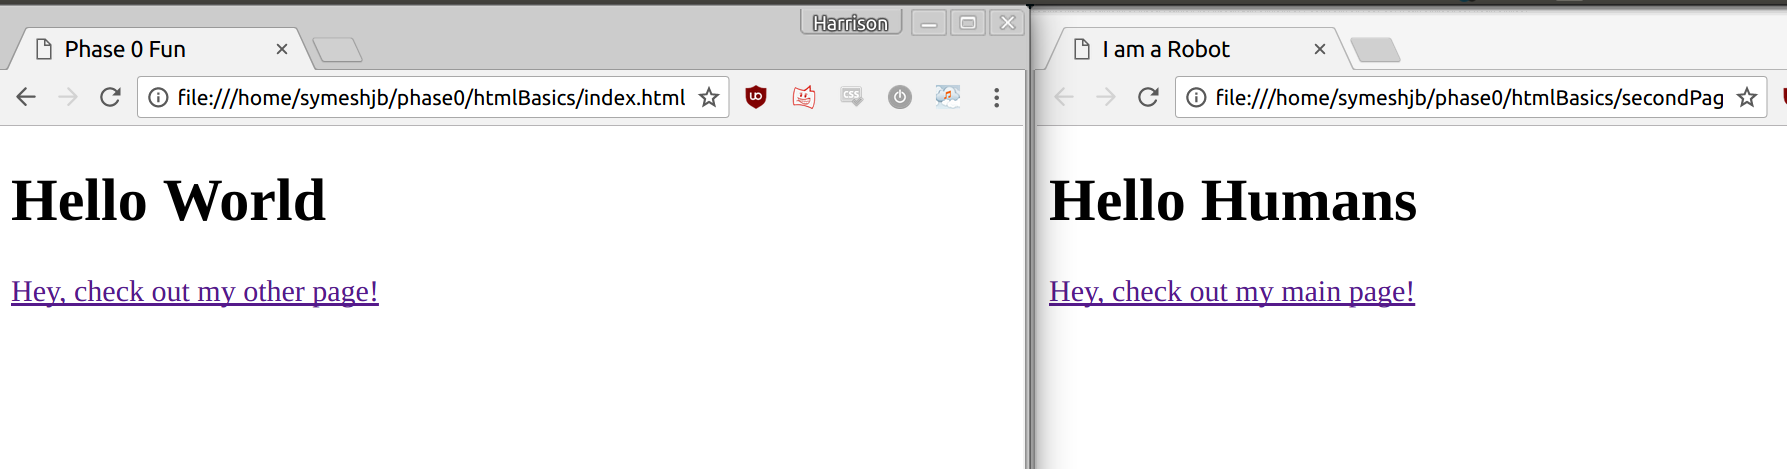 Harrison
Phase 0 Fun
file:///home/symeshjb/phase0/htmlBasics/index.html
UO
CSS
Hello World
Hey, check out my other page!
I am a Robot
file:///home/symeshjb/phase0/htmlBasics/secondPag
Hello Humans
Hey, check out my main page!